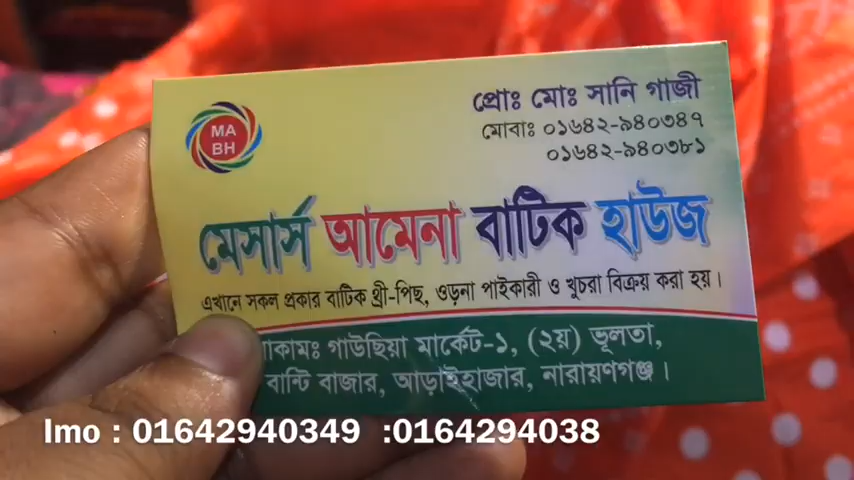 MA
BH
প্রোঃ মোঃ সানি গাজী
মোবাঃ ০১৬৪২-৯৪০৩৪৭
০১৬৪২-৯৪০৩৮১
মেসার্স আমেনা বাটিক হাউজ
এখানে সকল প্রকার বাটিক থ্রী-পিছ, ওড়না পাইকারী ও খুচরা বিক্রয় করা হয়।
াকামঃ গাউছিয়া মার্কেট-১, (২য়) ভূলতা,
বান্টি বাজার, আড়াইহাজার, নারায়ণগঞ্জ।
Imo : 01642940349 :0164294038